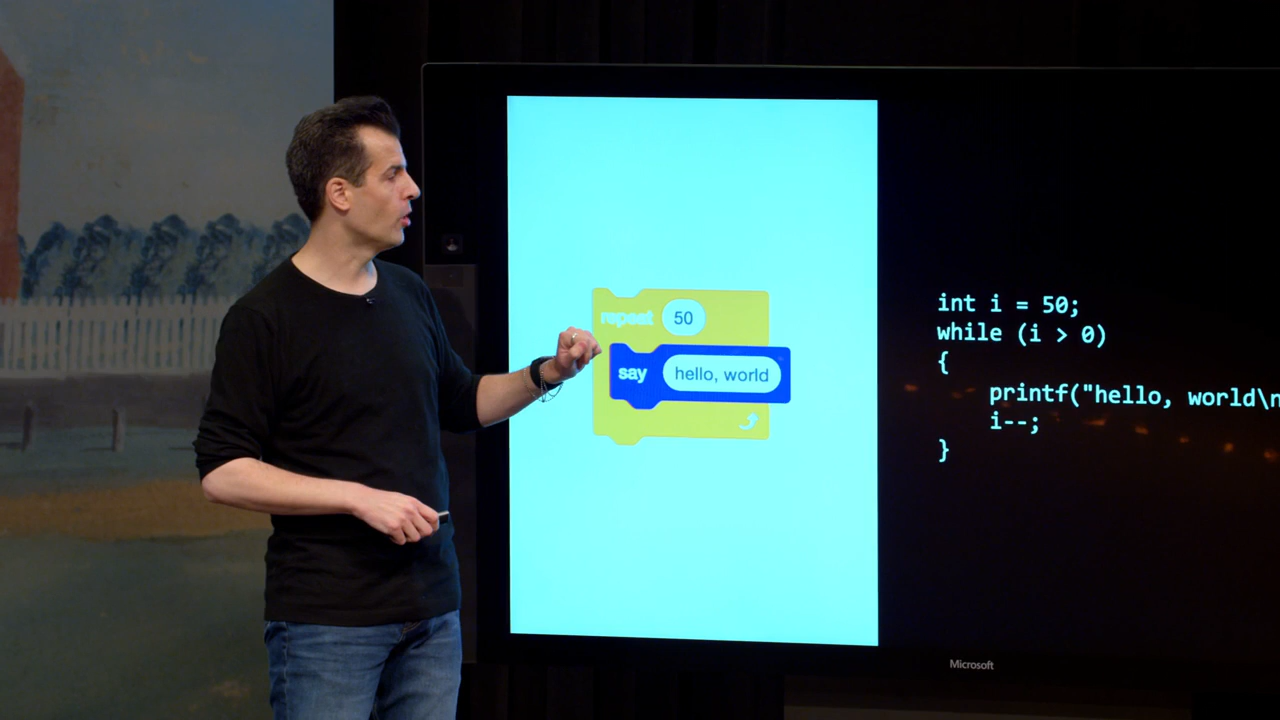 repeat 50
say hello, world
int i = 50;
while (i > 0)
{
printf("hello, world\n
i--;
}
Microsoft